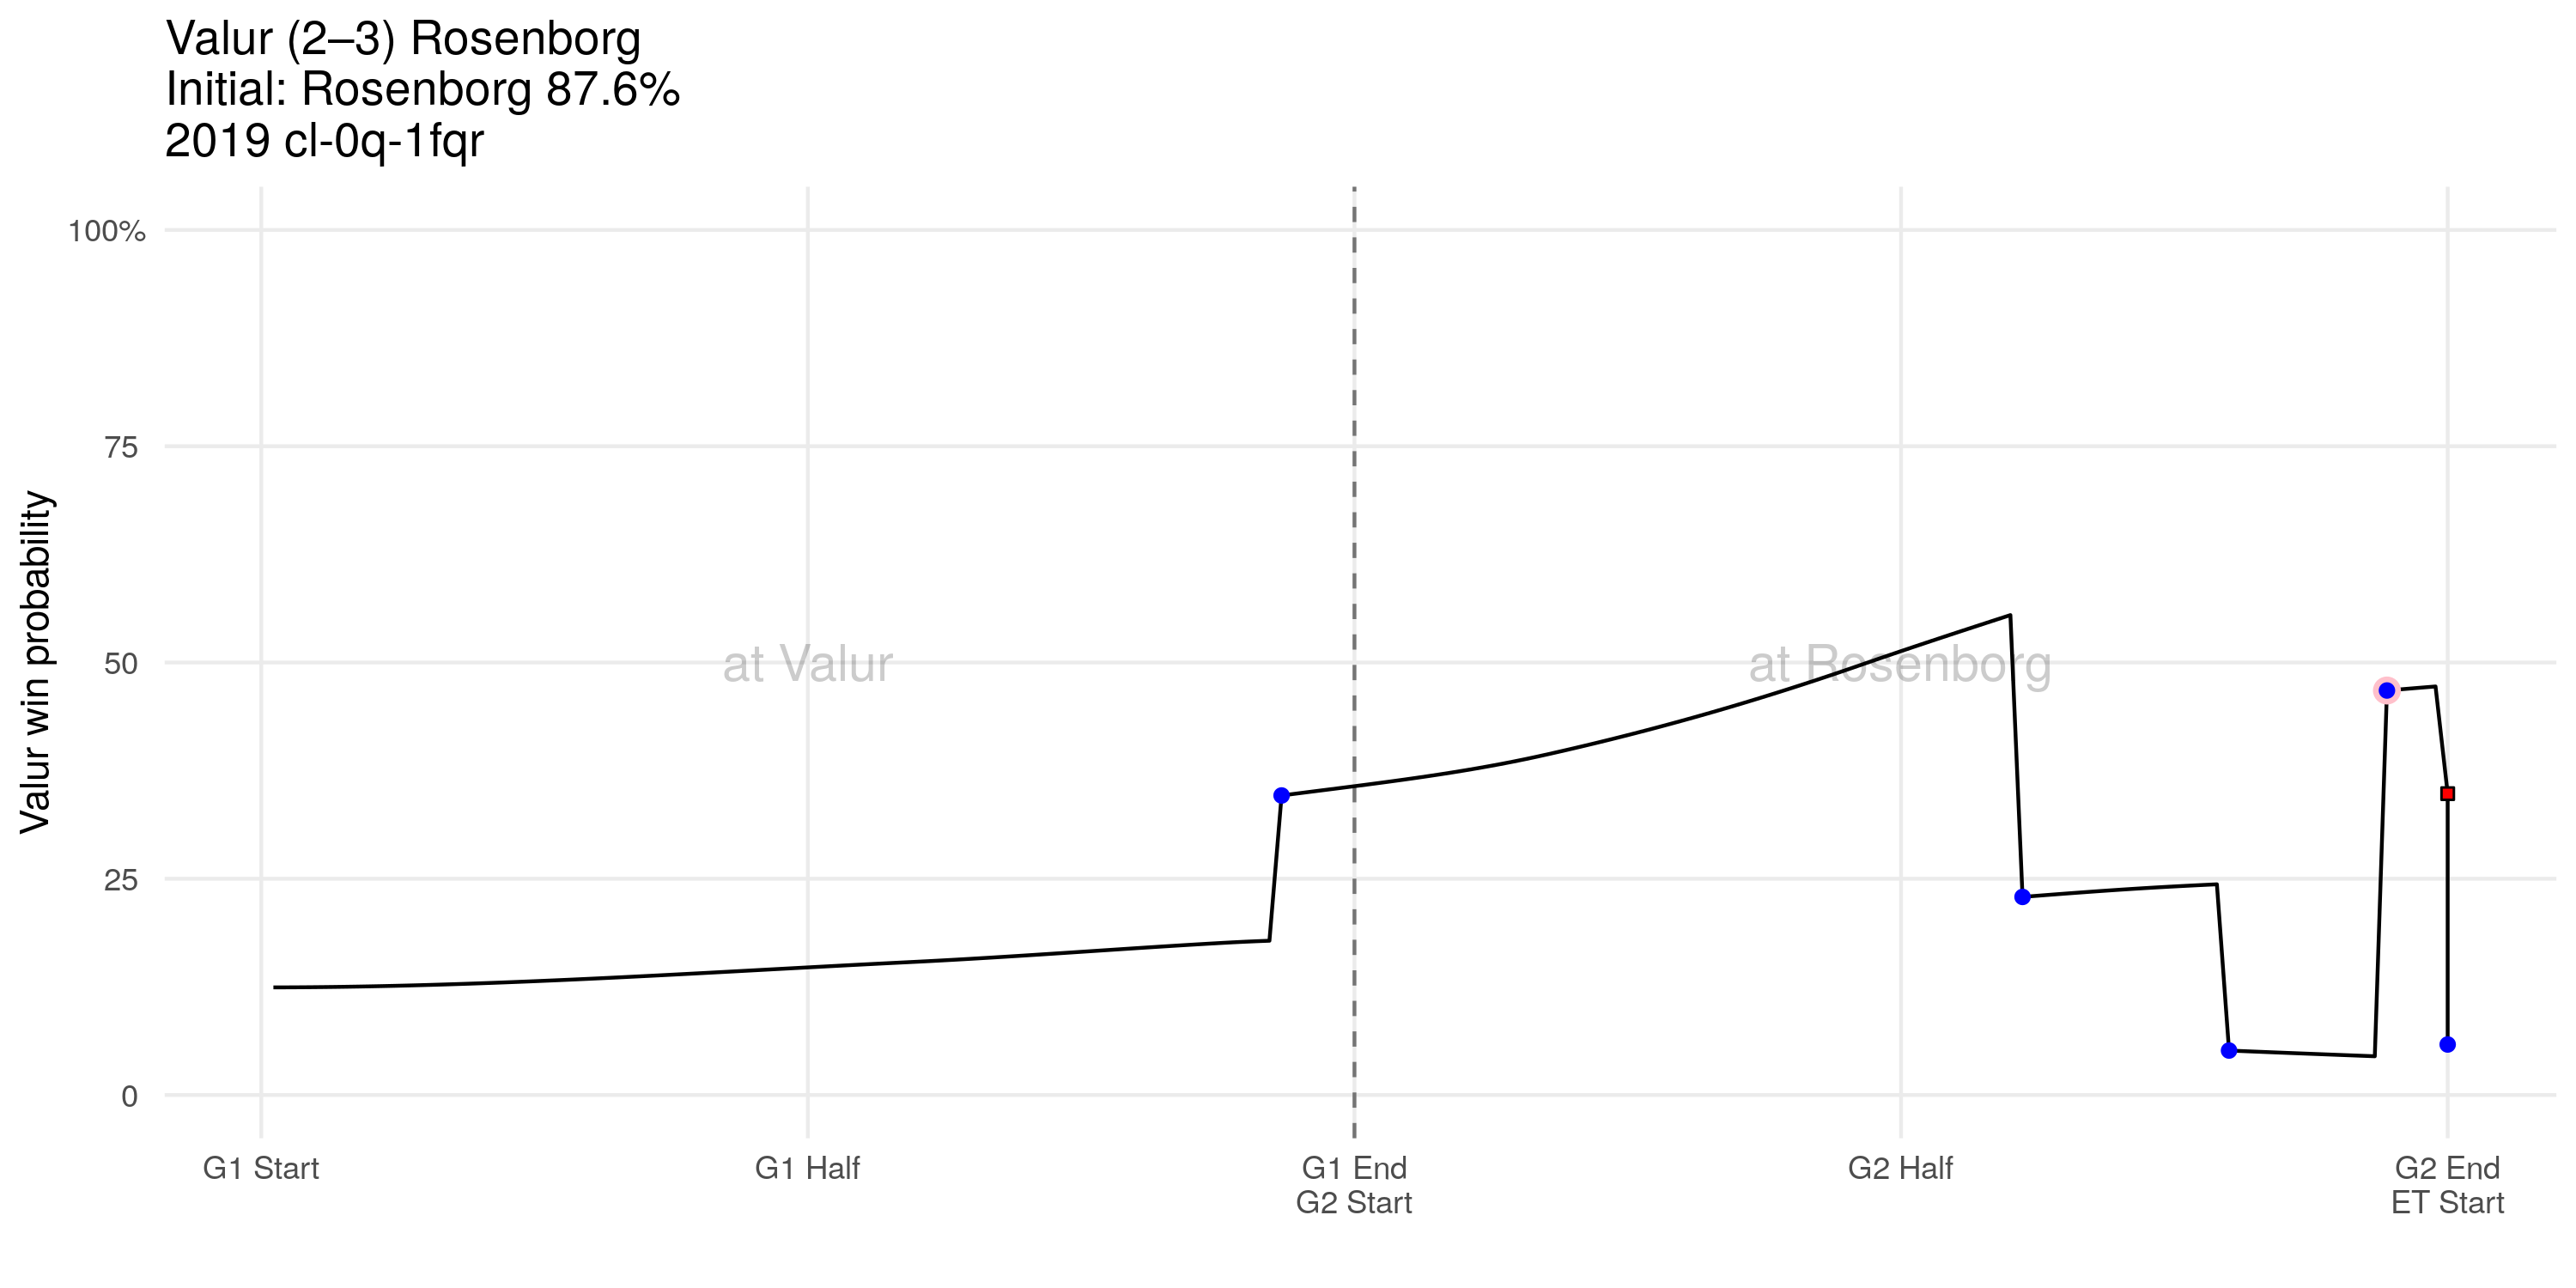 Valur (2–3) Rosenborg
Initial: Rosenborg 87.6%
2019 cl-0q-1fqr
Valur win probability
100%
75
50
25
0
at Valur
at Rosenborg
G1 Start
G1 Half
G1 End
G2 Start
G2 Half
G2 End
ET Start